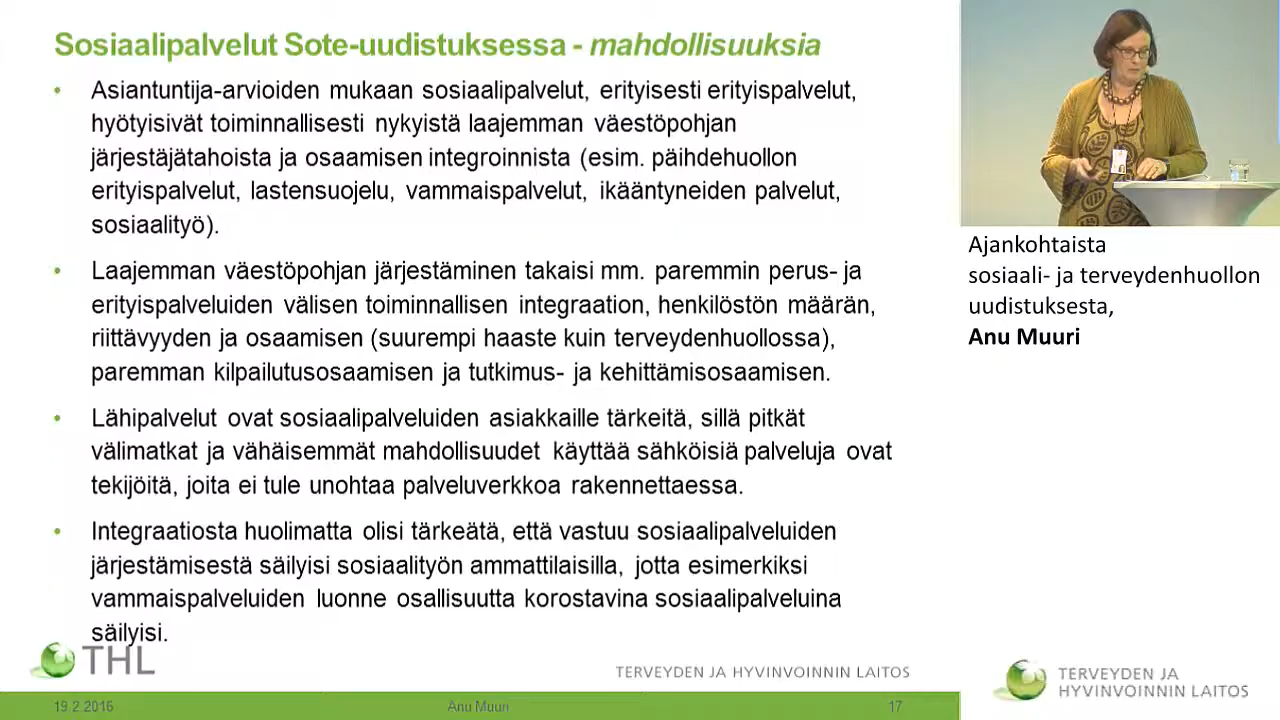 Sosiaalipalvelut Sote-uudistuksessa - mahdollisuuksia
• Asiantuntija-arvioiden mukaan sosiaalipalvelut, erityisesti erityispalvelut,
hyötyisivät toiminnallisesti nykyistä laajemman väestöpohjan
järjestäjätahoista ja osaamisen integroinnista (esim. päihdehuollon
erityispalvelut, lastensuojelu, vammaispalvelut, ikääntyneiden palvelut,
sosiaalityö).
• Laajemman väestöpohjan järjestäminen takaisi mm. paremmin perus- ja
erityispalveluiden välisen toiminnallisen integraation, henkilöstön määrän,
riittävyyden ja osaamisen (suurempi haaste kuin terveydenhuollossa),
paremman kilpailutusosaamisen ja tutkimus- ja kehittämisosaamisen.
• Lähipalvelut ovat sosiaalipalveluiden asiakkaille tärkeitä, sillä pitkät
välimatkat ja vähäisemmät mahdollisuudet käyttää sähköisiä palveluja ovat
tekijöitä, joita ei tule unohtaa palveluverkkoa rakennettaessa.
• Integraatiosta huolimatta olisi tärkeätä, että vastuu sosiaalipalveluiden
järjestämisestä säilyisi sosiaalityön ammattilaisilla, jotta esimerkiksi
vammaispalveluiden luonne osallisuutta korostavina sosiaalipalveluina
säilyisi.
THL
TERVEYDEN JA HYVINVOINNIN LAITOS
19.2.2016
Anu Muuri
17
Ajankohtaista
sosiaali- ja terveydenhuollon
uudistuksesta,
Anu Muuri
TERVEYDEN JA
HYVINVOINNIN LAITOS